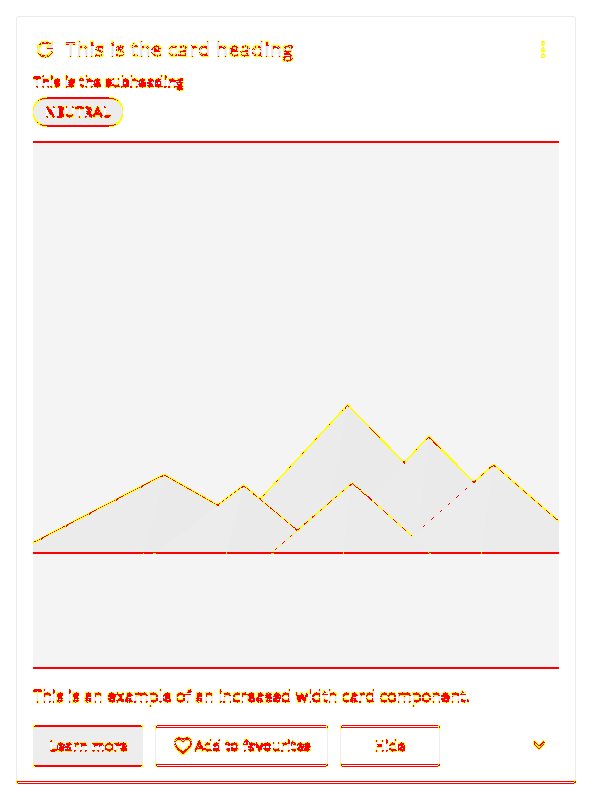 This is the card heading
This is the subheading
NEUTRAL
This is an example of an increased width card component.
Learn more
Add to favourites
Hide